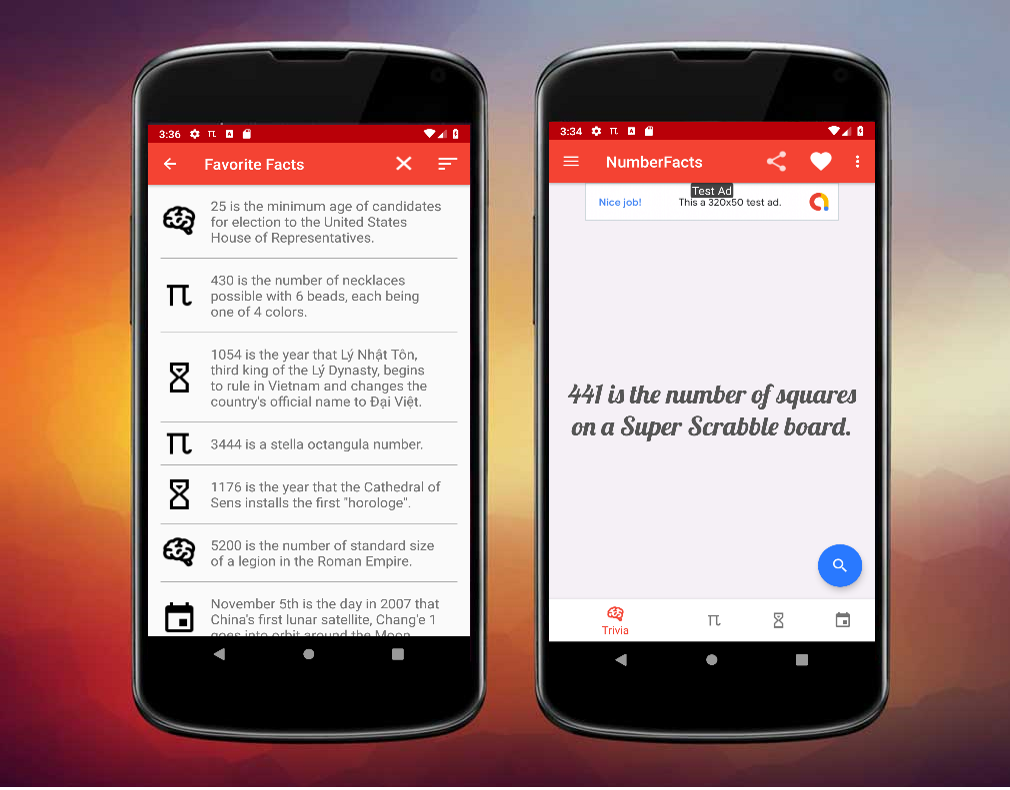 3:36
Favorite Facts
25 is the minimum age of candidates
for election to the United States
House of Representatives.
430 is the number of necklaces
possible with 6 beads, each being
one of 4 colors.
1054 is the year that Lý Nhật Tôn,
third king of the Lý Dynasty, begins
to rule in Vietnam and changes the
country's official name to Đại Việt.
3444 is a stella octangula number.
1176 is the year that the Cathedral of
Sens installs the first "horologe".
5200 is the number of standard size
of a legion in the Roman Empire.
November 5th is the day in 2007 that
China's first lunar satellite, Chang'e 1
goes into orbit around the Moon
3:34
NumberFacts
Test Ad
Nice job!
This a 320x50 test ad.
441 is the number of squares
on a Super Scrabble board.
Trivia